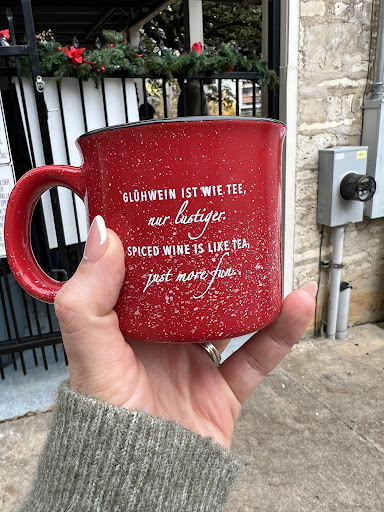 GLÜHWEIN IST WIE TEE,
nur lustiger.
SPICED WINE IS LIKE TEA,
just more fun.